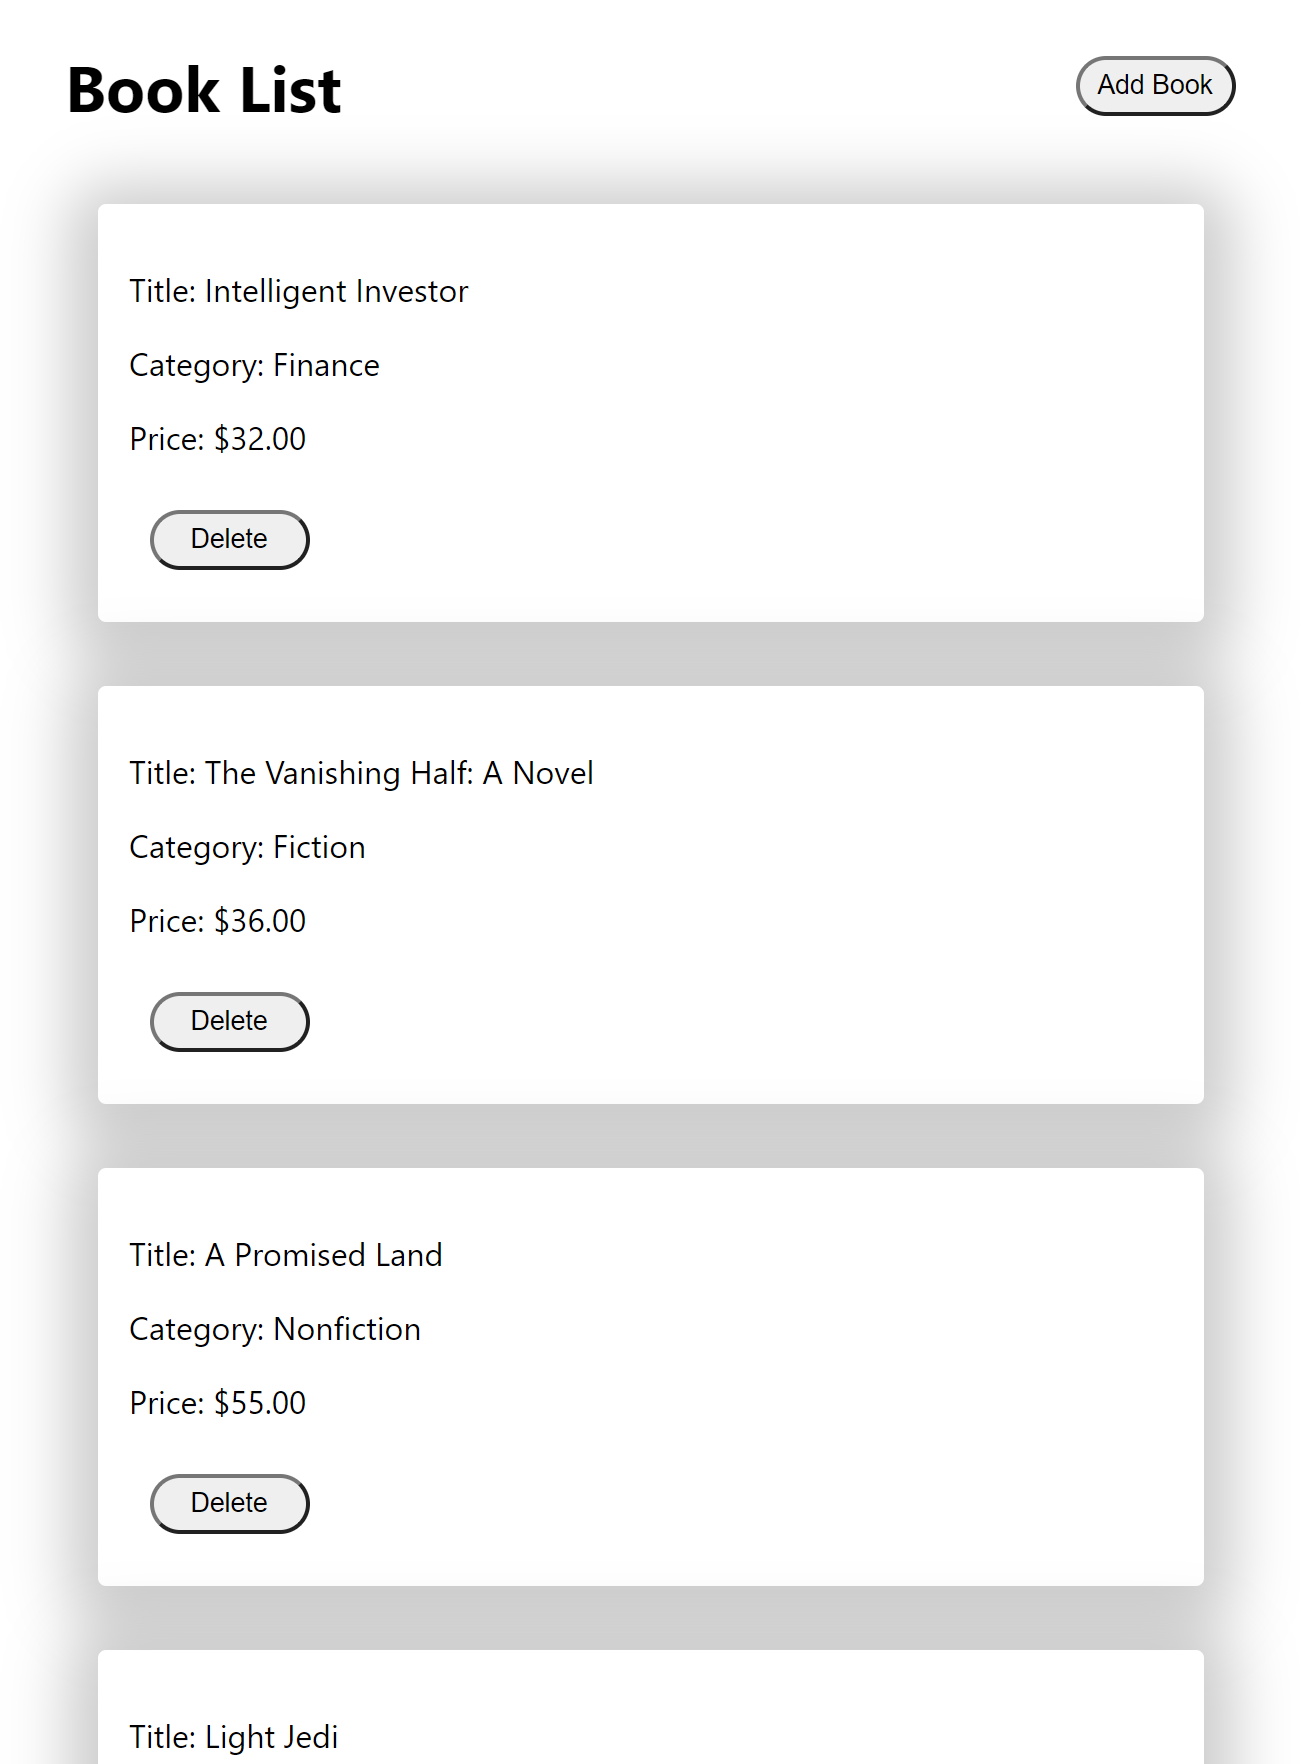 Book List
Add Book
Title: Intelligent Investor
Category: Finance
Price: $32.00
Delete
Title: The Vanishing Half: A Novel
Category: Fiction
Price: $36.00
Delete
Title: A Promised Land
Category: Nonfiction
Price: $55.00
Delete
Title: Light Jedi